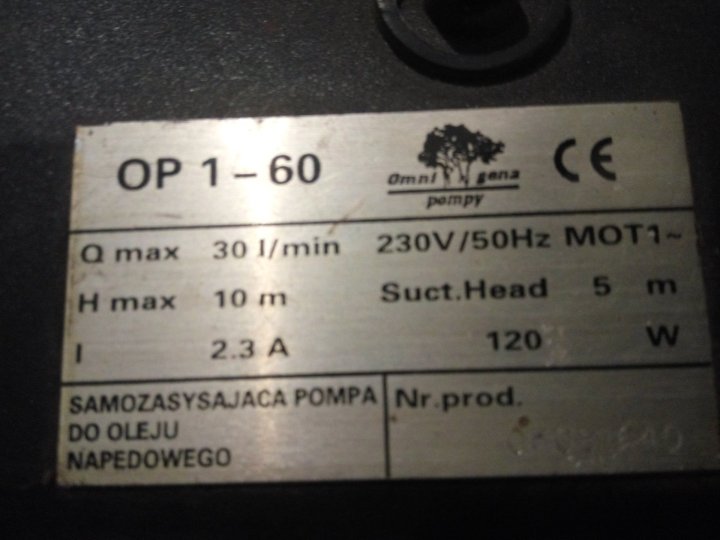 OP 1-60
Omni gena
pompy
CE
Q max 30 l/min 230V/50Hz MOT1~
H max 10 m Suct.Head 5 m
I 2.3 A 120 W
SAMOZASYSAJACA POMPA
DO OLEJU
NAPEDOWEGO
Nr.prod.